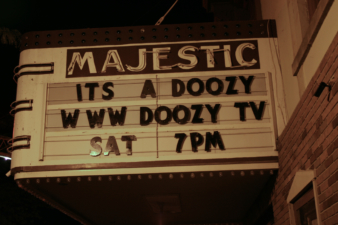 MAJESTIC
ITS A DOOZY
WWW DOOZY TV
SAT 7PM